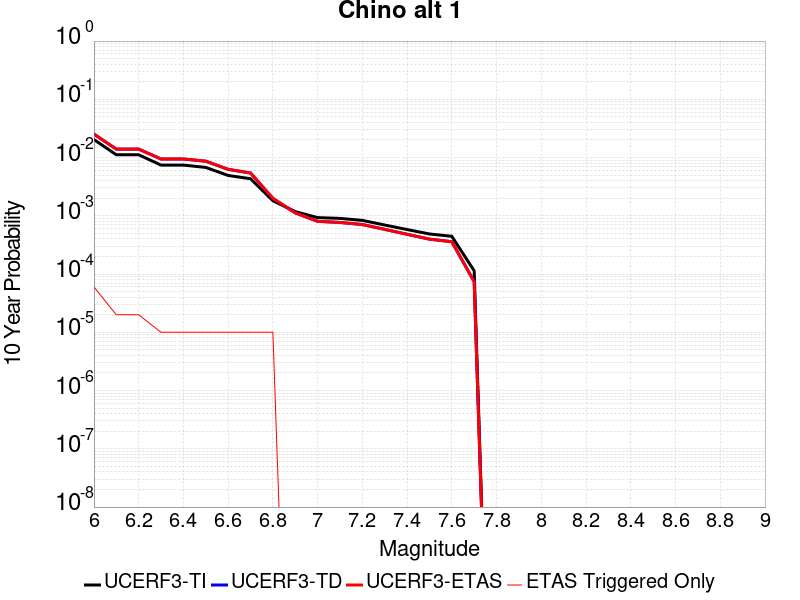 Chino alt 1
10^0
10^-1
10^-2
10^-3
10^-4
10^-5
10^-6
10^-7
10^-8
10 Year Probability
6 6.2 6.4 6.6 6.8 7 7.2 7.4 7.6 7.8 8 8.2 8.4 8.6 8.8 9
Magnitude
UCERF3-TI UCERF3-TD UCERF3-ETAS ETAS Triggered Only